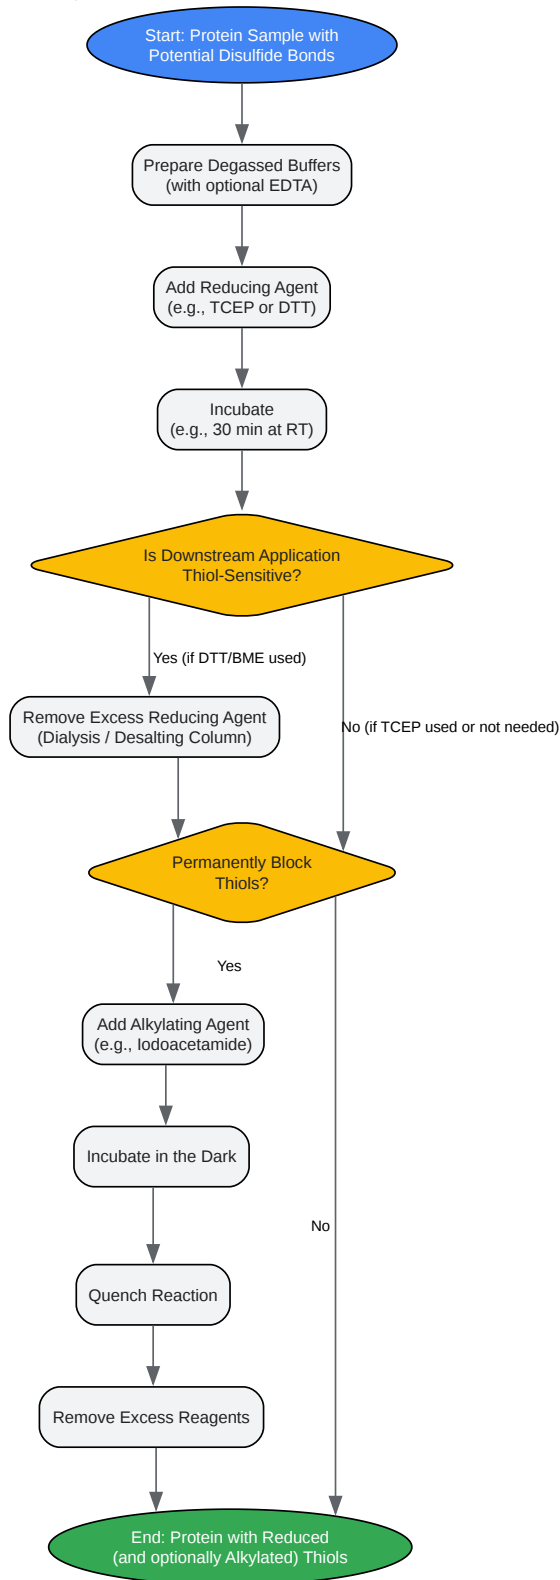 Start: Protein Sample with
Potential Disulfide Bonds
Prepare Degassed Buffers
(with optional EDTA)
Add Reducing Agent
(e.g., TCEP or DTT)
Incubate
(e.g., 30 min at RT)
Is Downstream Application
Thiol-Sensitive?
Yes (if DTT/BME used)
Remove Excess Reducing Agent
(Dialysis / Desalting Column)
No (if TCEP used or not needed)
Permanently Block
Thiols?
Yes
Add Alkylating Agent
(e.g., Iodoacetamide)
Incubate in the Dark
No
Quench Reaction
Remove Excess Reagents
End: Protein with Reduced
(and optionally Alkylated) Thiols